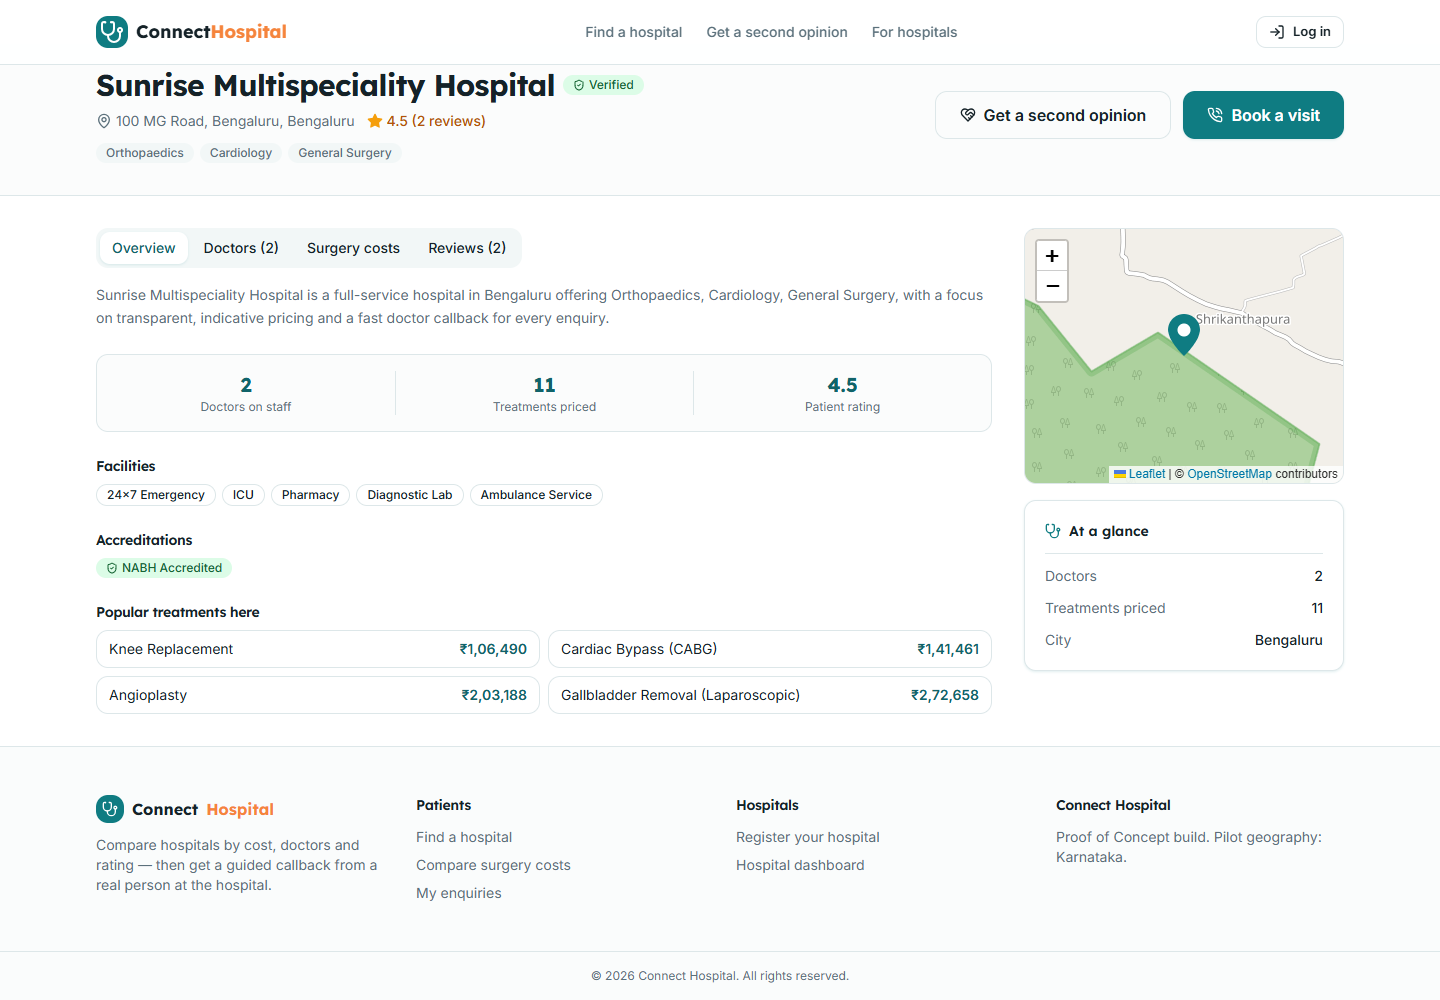 ConnectHospital
Find a hospital
Get a second opinion
For hospitals
Log in
Sunrise Multispeciality Hospital
Verified
100 MG Road, Bengaluru, Bengaluru
4.5 (2 reviews)
Orthopaedics
Cardiology
General Surgery
Get a second opinion
Book a visit
Overview
Doctors (2)
Surgery costs
Reviews (2)
Sunrise Multispeciality Hospital is a full-service hospital in Bengaluru offering Orthopaedics, Cardiology, General Surgery, with a focus
on transparent, indicative pricing and a fast doctor callback for every enquiry.
2
Doctors on staff
11
Treatments priced
4.5
Patient rating
Facilities
24×7 Emergency
ICU
Pharmacy
Diagnostic Lab
Ambulance Service
Accreditations
NABH Accredited
Popular treatments here
Knee Replacement
₹1,06,490
Cardiac Bypass (CABG)
₹1,41,461
Angioplasty
₹2,03,188
Gallbladder Removal (Laparoscopic)
₹2,72,658
+
−
Shrikanthapura
Leaflet | © OpenStreetMap contributors
At a glance
Doctors
2
Treatments priced
11
City
Bengaluru
Connect Hospital
Compare hospitals by cost, doctors and
rating — then get a guided callback from a
real person at the hospital.
Patients
Find a hospital
Compare surgery costs
My enquiries
Hospitals
Register your hospital
Hospital dashboard
Connect Hospital
Proof of Concept build. Pilot geography:
Karnataka.
© 2026 Connect Hospital. All rights reserved.